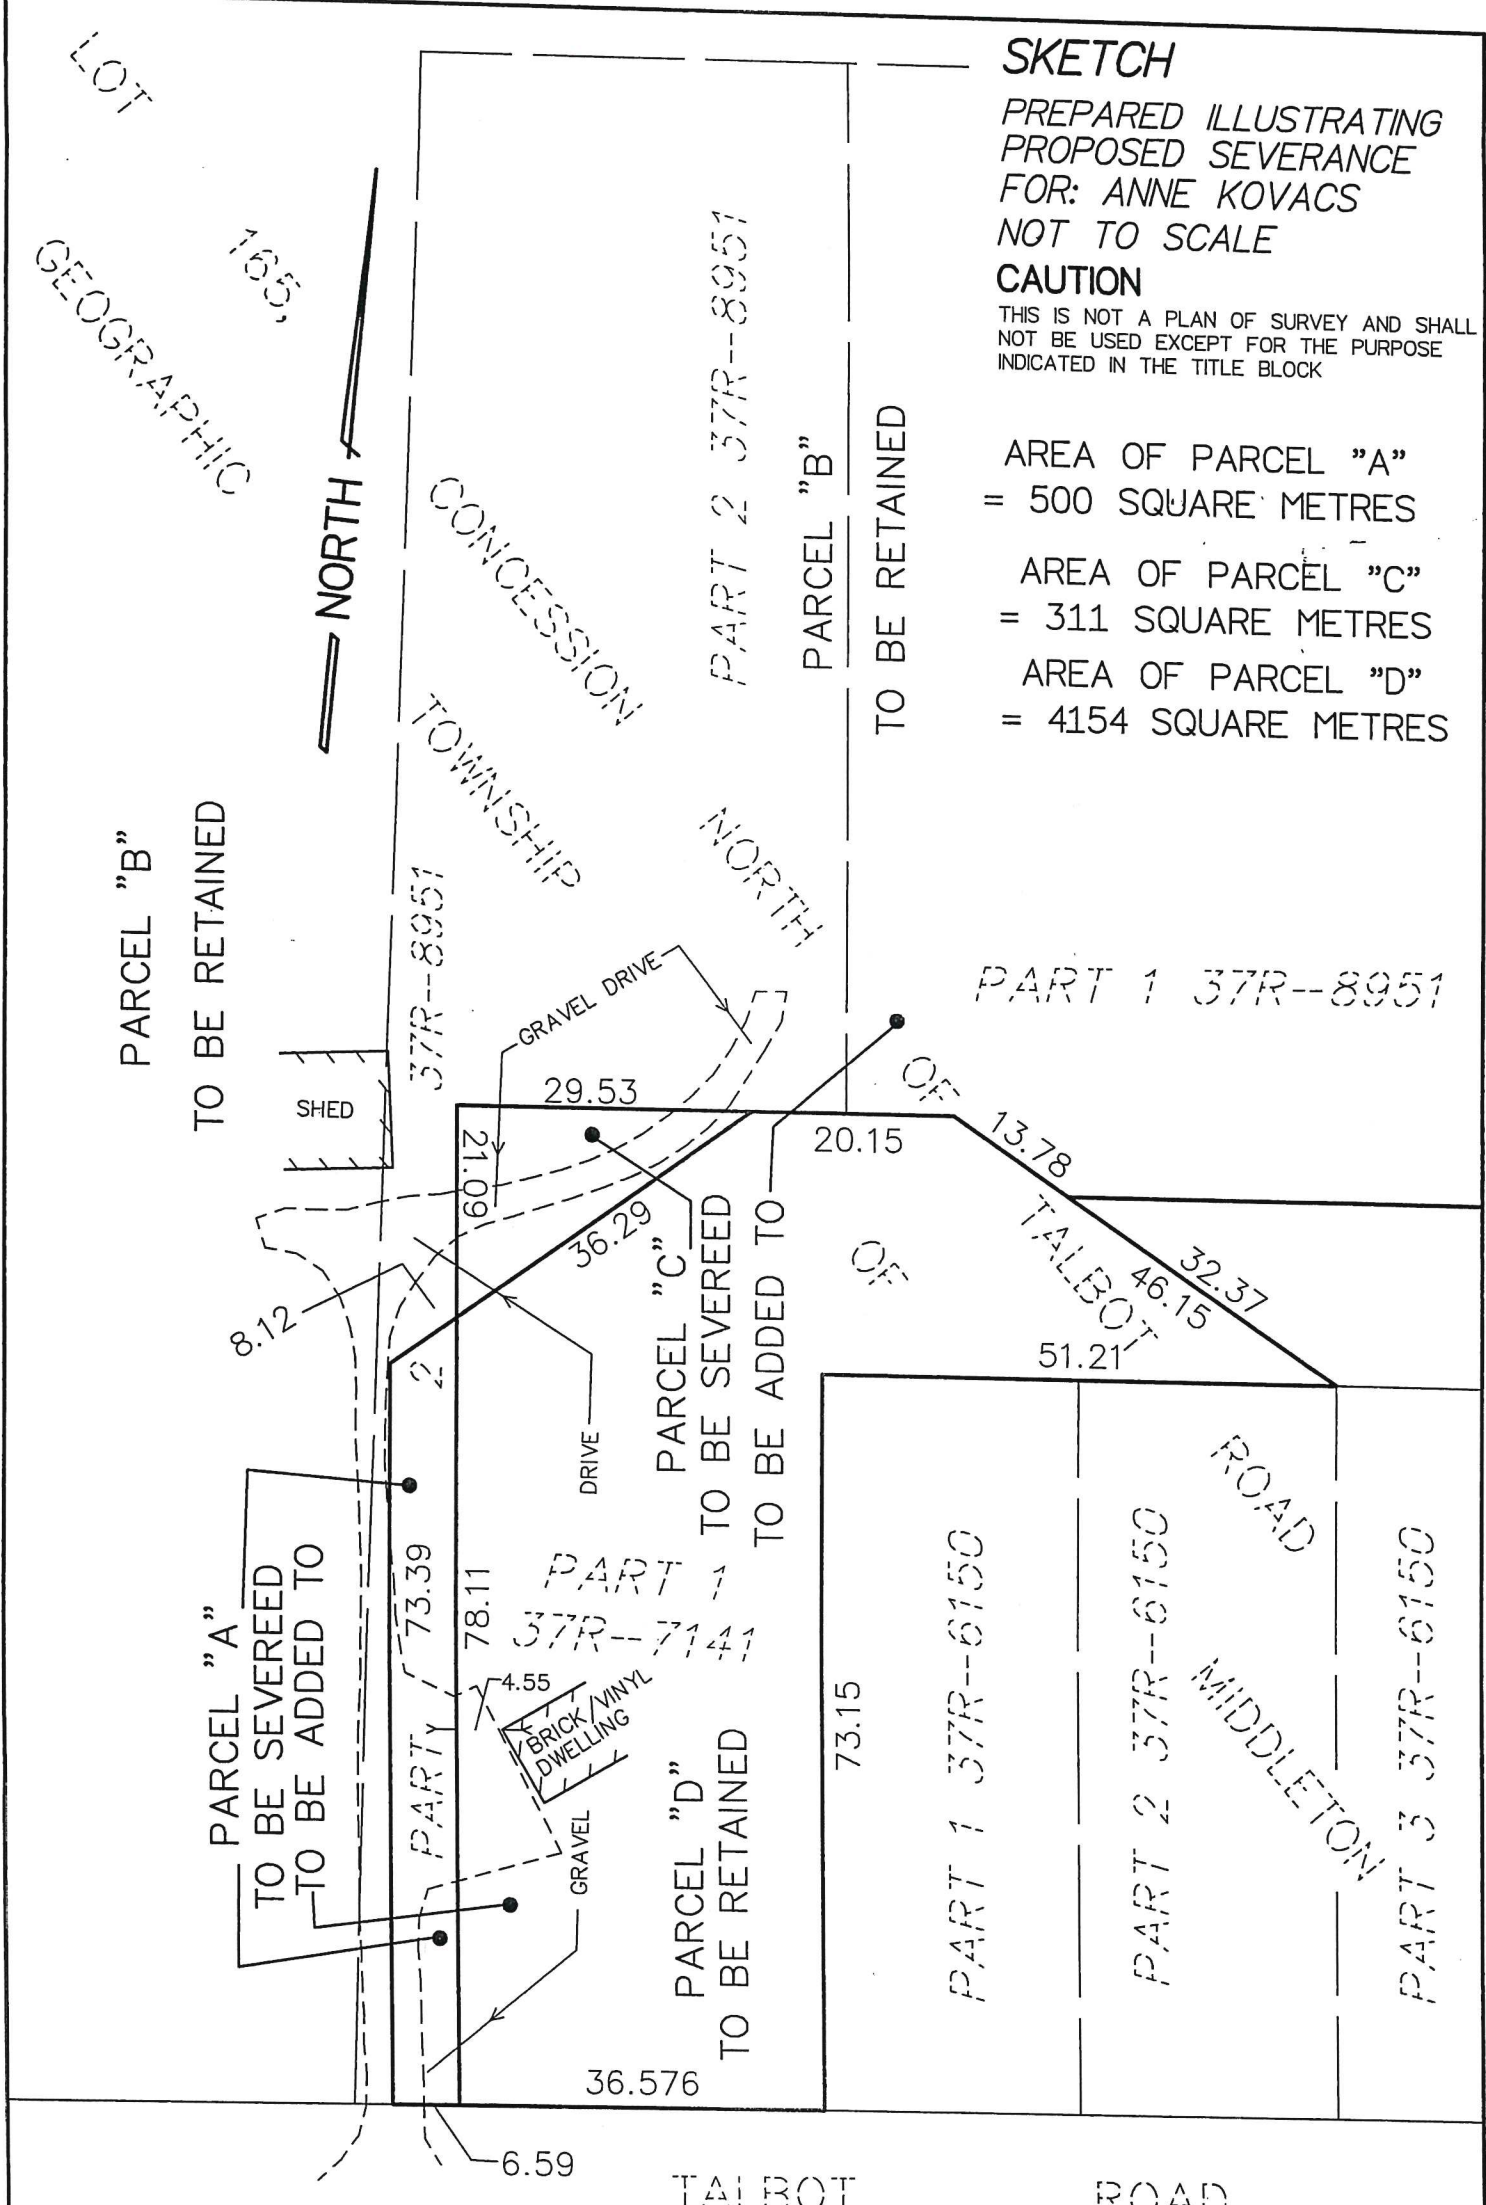 SKETCH
PREPARED ILLUSTRATING
PROPOSED SEVERANCE
FOR: ANNE KOVACS
NOT TO SCALE
CAUTION
THIS IS NOT A PLAN OF SURVEY AND SHALL
NOT BE USED EXCEPT FOR THE PURPOSE
INDICATED IN THE TITLE BLOCK
AREA OF PARCEL "A"
= 500 SQUARE METRES
AREA OF PARCEL "C"
= 311 SQUARE METRES
AREA OF PARCEL "D"
= 4154 SQUARE METRES
LOT
165,
CONCESSION
NORTH
OF
TALBOT
ROAD
GEOGRAPHIC
TOWNSHIP
OF
MIDDLETON
NORTH
PART 2 37R--8951
PARCEL "B"
TO BE RETAINED
PARCEL "B"
TO BE RETAINED
37R--8951
PART 1 37R--8951
GRAVEL DRIVE
SHED
29.53
21.09
20.15
13.78
36.29
32.37
46.15
51.21
8.12
2
DRIVE
PARCEL "C"
TO BE SEVEREED
TO BE ADDED TO
PARCEL "A"
TO BE SEVEREED
TO BE ADDED TO
73.39
78.11
PART 1
37R--7141
4.55
BRICK/VINYL
DWELLING
PART
GRAVEL
PARCEL "D"
TO BE RETAINED
73.15
PART 1 37R--6150
PART 2 37R--6150
PART 3 37R--6150
36.576
6.59
TALBOT ROAD